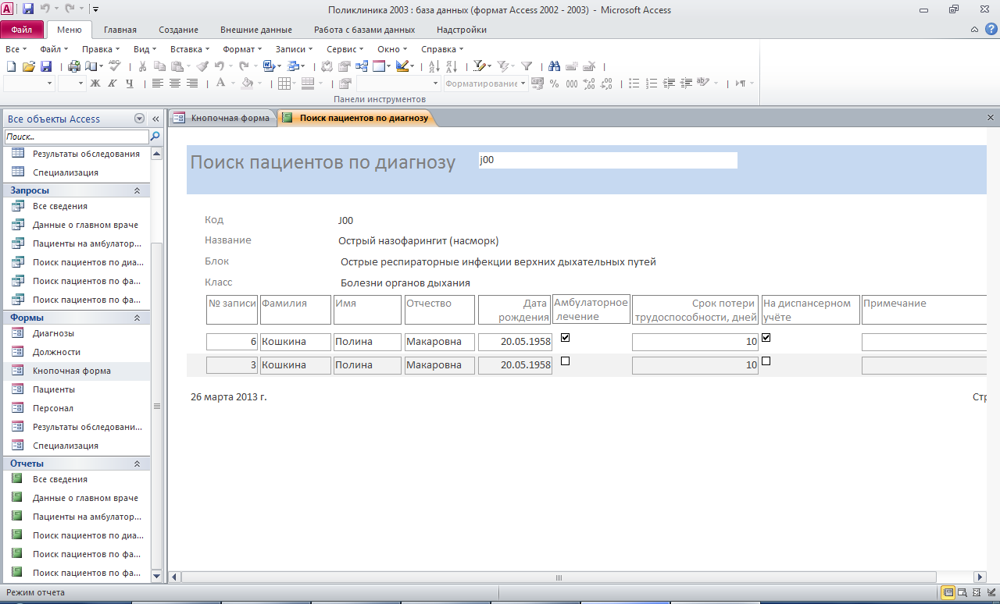 Поликлиника 2003 : база данных (формат Access 2002 - 2003) - Microsoft Access
Файл Меню Главная Создание Внешние данные Работа с базами данных Надстройки
Все Файл Правка Вид Вставка Формат Записи Сервис Окно Справка
Ж К Ч А Форматирование % 000
Панели инструментов
Все объекты Access
Поиск...
Результаты обследования
Специализация
Запросы
Все сведения
Данные о главном враче
Пациенты на амбулатор...
Поиск пациентов по диа...
Поиск пациентов по фа...
Поиск пациентов по фа...
Формы
Диагнозы
Должности
Кнопочная форма
Пациенты
Персонал
Результаты обследовани...
Специализация
Отчеты
Все сведения
Данные о главном враче
Пациенты на амбулатор...
Поиск пациентов по диа...
Поиск пациентов по фа...
Поиск пациентов по фа...
Кнопочная форма Поиск пациентов по диагнозу
Поиск пациентов по диагнозу j00
Код J00
Название Острый назофарингит (насморк)
Блок Острые респираторные инфекции верхних дыхательных путей
Класс Болезни органов дыхания
№ записи Фамилия Имя Отчество Дата рождения Амбулаторное лечение Срок потери трудоспособности, дней На диспансерном учёте Примечание
6 Кошкина Полина Макаровна 20.05.1958 10
3 Кошкина Полина Макаровна 20.05.1958 10
26 марта 2013 г. Стр
Режим отчета